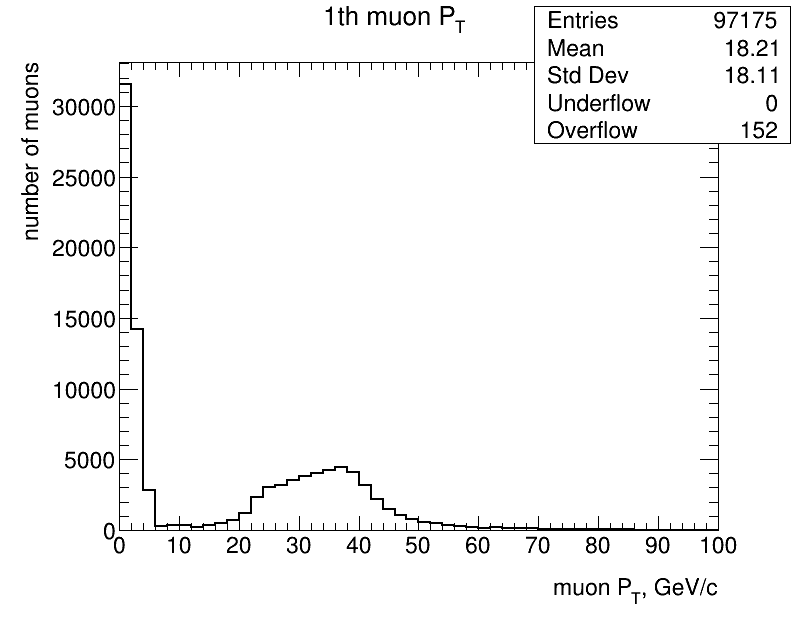 1th muon PT
Entries 97175
Mean 18.21
Std Dev 18.11
Underflow 0
Overflow 152
number of muons
30000
25000
20000
15000
10000
5000
0
0 10 20 30 40 50 60 70 80 90 100
muon PT, GeV/c